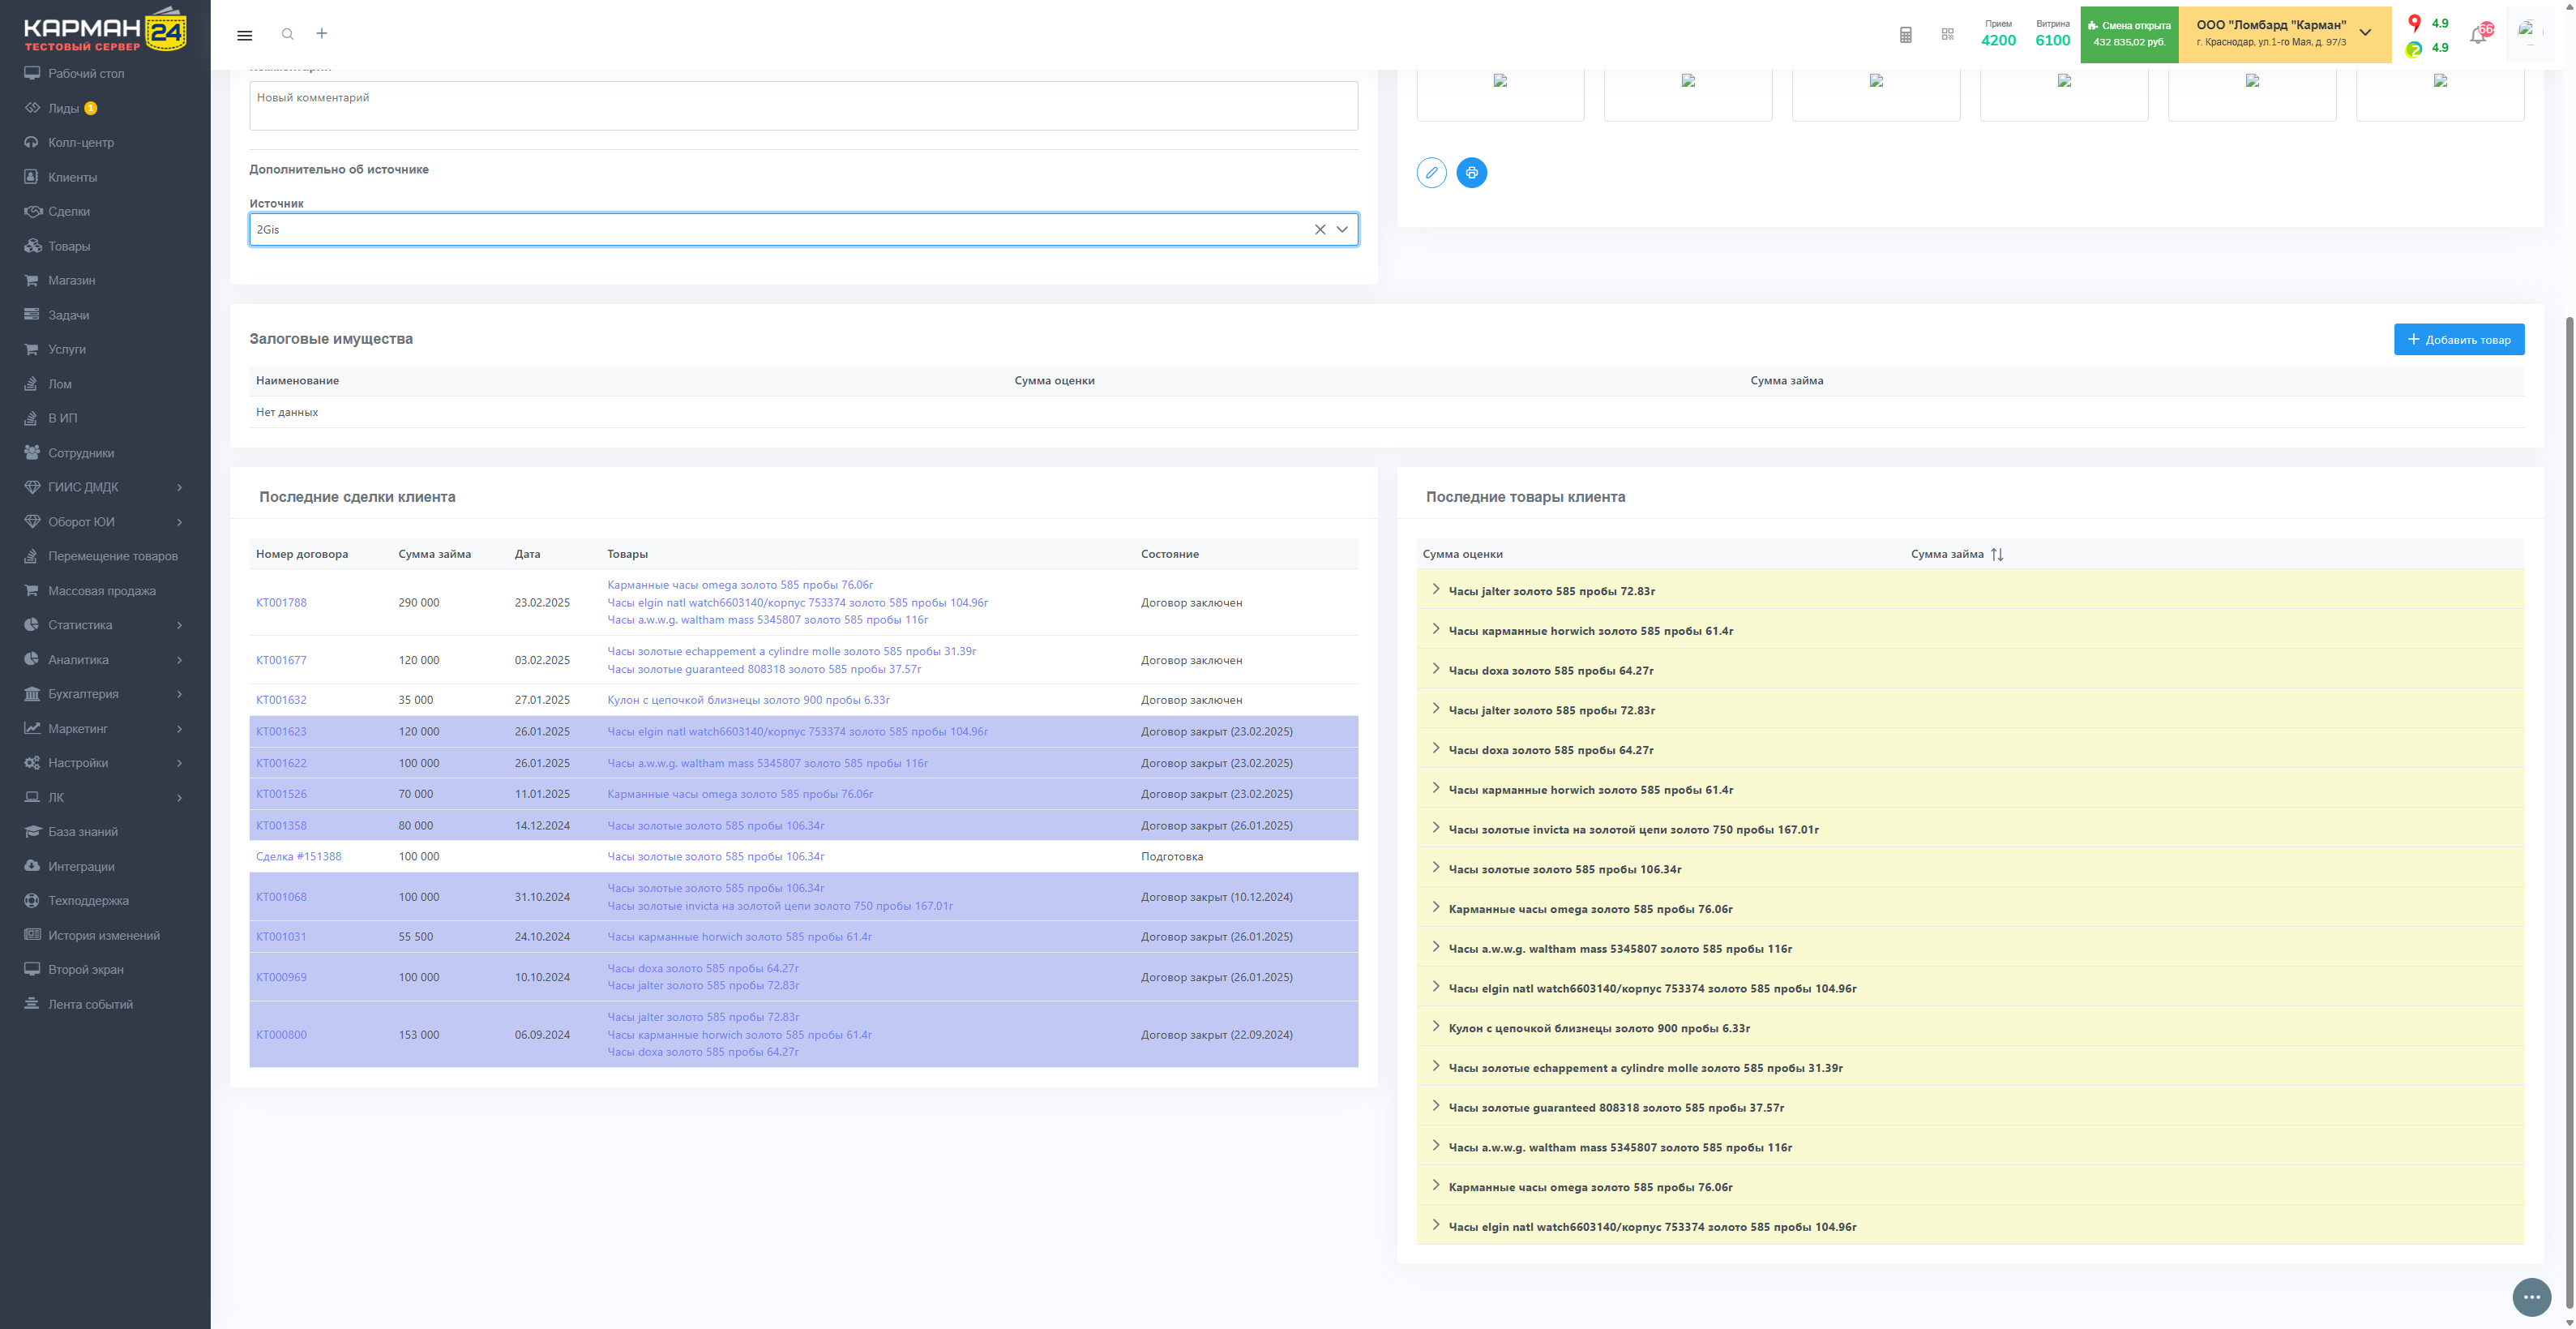 КАРМАН 24
ТЕСТОВЫЙ СЕРВЕР
Рабочий стол
Лиды 1
Колл-центр
Клиенты
Сделки
Товары
Магазин
Задачи
Услуги
Лом
В ИП
Сотрудники
ГИИС ДМДК
Оборот ЮИ
Перемещение товаров
Массовая продажа
Статистика
Аналитика
Бухгалтерия
Маркетинг
Настройки
ЛК
База знаний
Интеграции
Техподдержка
История изменений
Второй экран
Лента событий
Прием
4200
Витрина
6100
Смена открыта
432 835,02 руб.
ООО "Ломбард "Карман"
г. Краснодар, ул.1-го Мая, д. 97/3
4.9
4.9
Новый комментарий
Дополнительно об источнике
Источник
2Gis
Залоговые имущества
Добавить товар
Наименование Сумма оценки Сумма займа
Нет данных
Последние сделки клиента
Номер договора Сумма займа Дата Товары Состояние
КТ001788 290 000 23.02.2025 Карманные часы omega золото 585 пробы 76.06г
Часы elgin natl watch6603140/корпус 753374 золото 585 пробы 104.96г
Часы a.w.w.g. waltham mass 5345807 золото 585 пробы 116г
Договор заключен
КТ001677 120 000 03.02.2025 Часы золотые echappement a cylindre molle золото 585 пробы 31.39г
Часы золотые guaranteed 808318 золото 585 пробы 37.57г
Договор заключен
КТ001632 35 000 27.01.2025 Кулон с цепочкой близнецы золото 900 пробы 6.33г Договор заключен
КТ001623 120 000 26.01.2025 Часы elgin natl watch6603140/корпус 753374 золото 585 пробы 104.96г Договор закрыт (23.02.2025)
КТ001622 100 000 26.01.2025 Часы a.w.w.g. waltham mass 5345807 золото 585 пробы 116г Договор закрыт (23.02.2025)
КТ001526 70 000 11.01.2025 Карманные часы omega золото 585 пробы 76.06г Договор закрыт (23.02.2025)
КТ001358 80 000 14.12.2024 Часы золотые золото 585 пробы 106.34г Договор закрыт (26.01.2025)
Сделка #151388 100 000 Часы золотые золото 585 пробы 106.34г Подготовка
КТ001068 100 000 31.10.2024 Часы золотые золото 585 пробы 106.34г
Часы золотые invicta на золотой цепи золото 750 пробы 167.01г
Договор закрыт (10.12.2024)
КТ001031 55 500 24.10.2024 Часы карманные horwich золото 585 пробы 61.4г Договор закрыт (26.01.2025)
КТ000969 100 000 10.10.2024 Часы doxa золото 585 пробы 64.27г
Часы jalter золото 585 пробы 72.83г
Договор закрыт (26.01.2025)
КТ000800 153 000 06.09.2024 Часы jalter золото 585 пробы 72.83г
Часы карманные horwich золото 585 пробы 61.4г
Часы doxa золото 585 пробы 64.27г
Договор закрыт (22.09.2024)
Последние товары клиента
Сумма оценки Сумма займа
Часы jalter золото 585 пробы 72.83г
Часы карманные horwich золото 585 пробы 61.4г
Часы doxa золото 585 пробы 64.27г
Часы jalter золото 585 пробы 72.83г
Часы doxa золото 585 пробы 64.27г
Часы карманные horwich золото 585 пробы 61.4г
Часы золотые invicta на золотой цепи золото 750 пробы 167.01г
Часы золотые золото 585 пробы 106.34г
Карманные часы omega золото 585 пробы 76.06г
Часы a.w.w.g. waltham mass 5345807 золото 585 пробы 116г
Часы elgin natl watch6603140/корпус 753374 золото 585 пробы 104.96г
Кулон с цепочкой близнецы золото 900 пробы 6.33г
Часы золотые echappement a cylindre molle золото 585 пробы 31.39г
Часы золотые guaranteed 808318 золото 585 пробы 37.57г
Часы a.w.w.g. waltham mass 5345807 золото 585 пробы 116г
Карманные часы omega золото 585 пробы 76.06г
Часы elgin natl watch6603140/корпус 753374 золото 585 пробы 104.96г